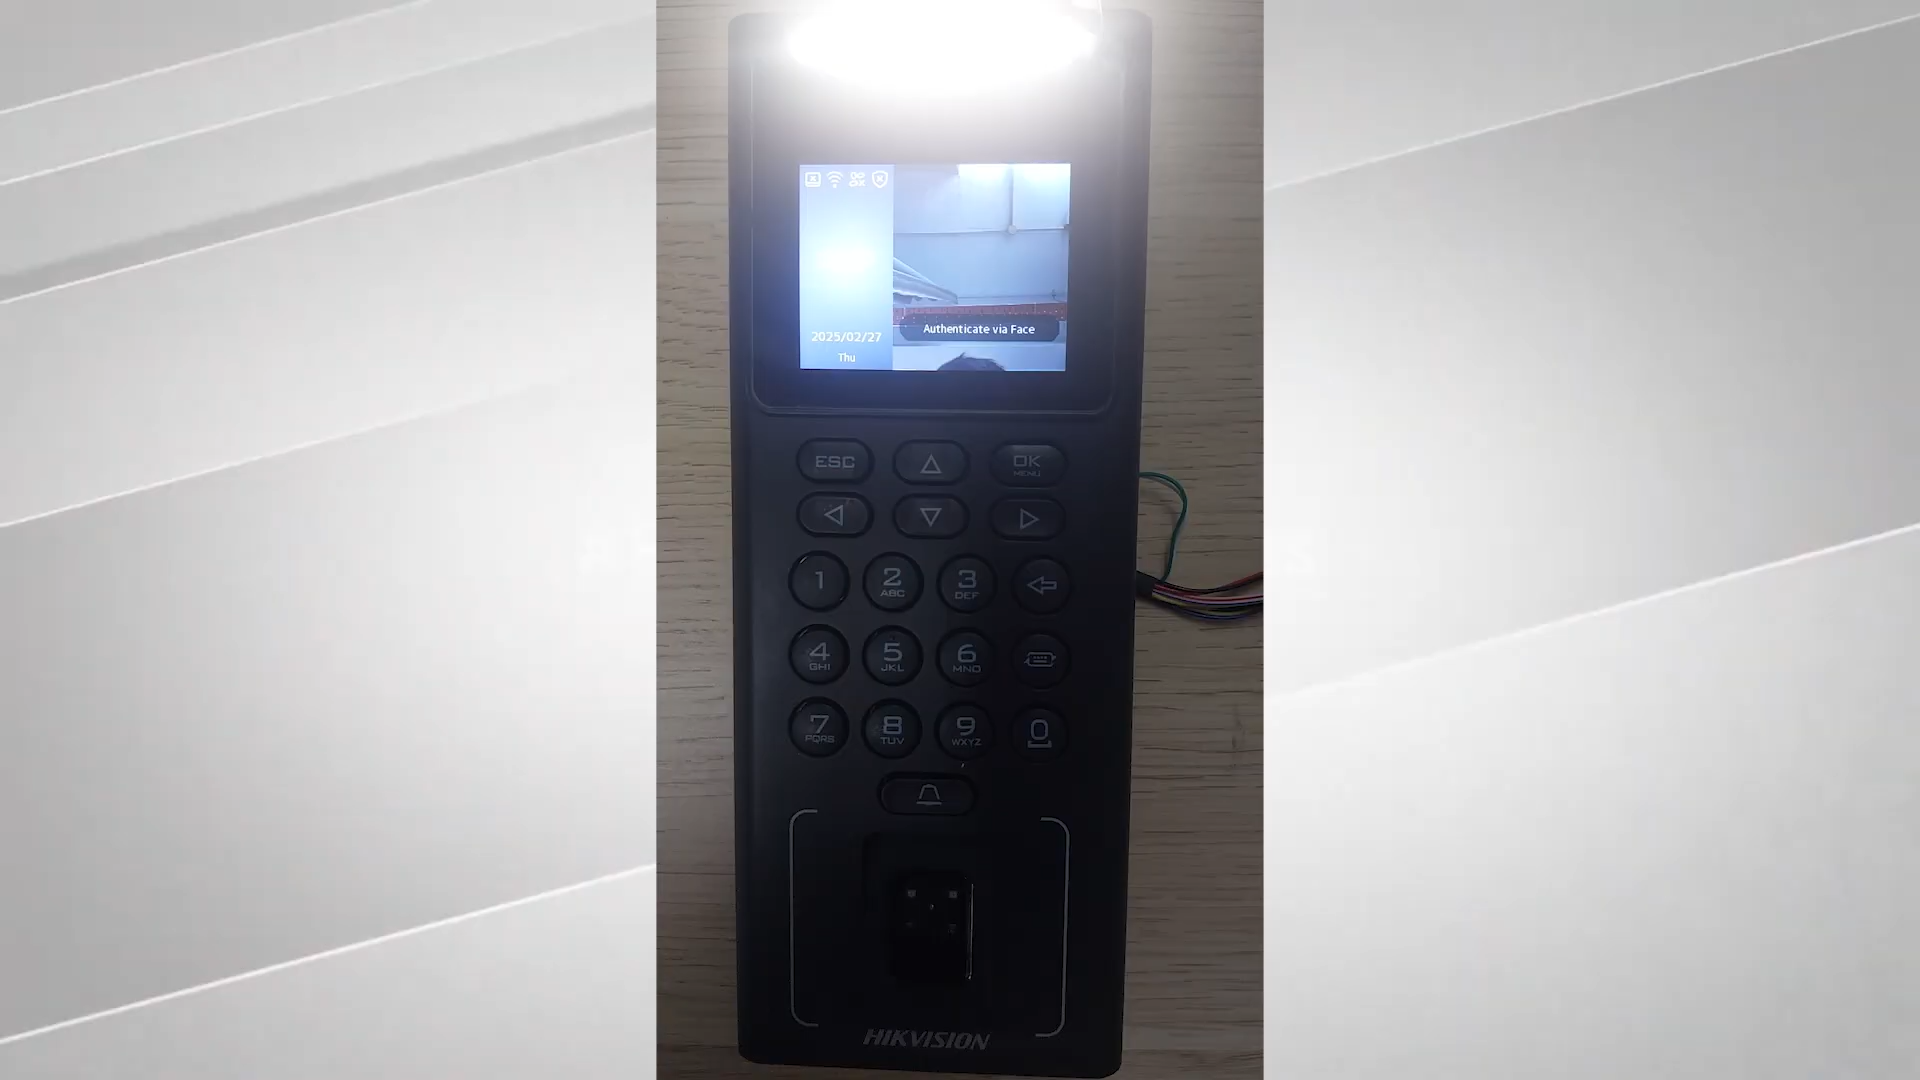 2025/02/27
Thu
Authenticate via Face
ESC
OK
MENU
1
2
ABC
3
DEF
4
GHI
5
JKL
6
MNO
7
PQRS
8
TUV
9
WXYZ
0
HIKVISION